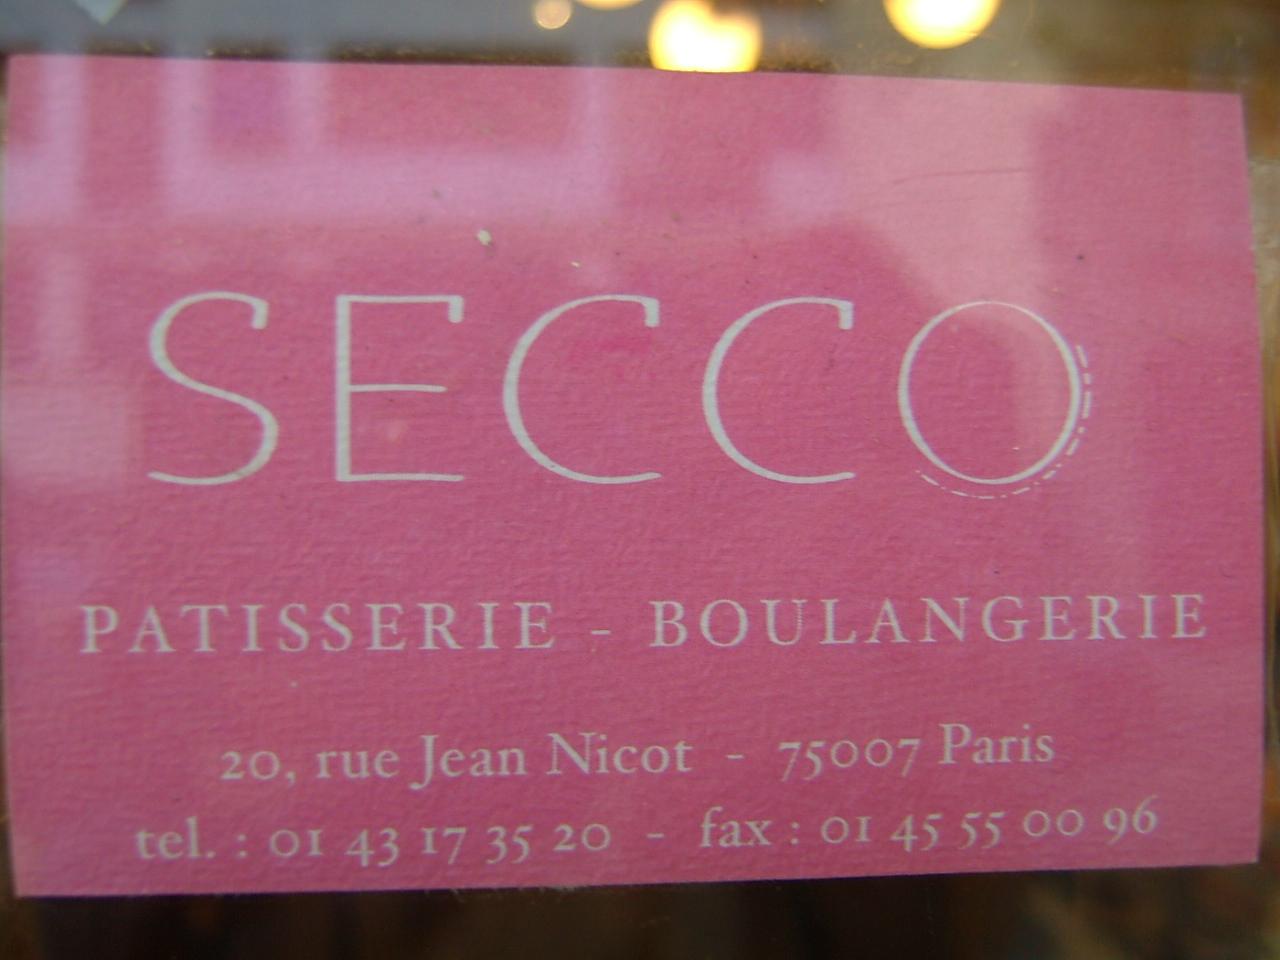 SECCO
PATISSERIE - BOULANGERIE
20, rue Jean Nicot - 75007 Paris
tel. : 01 43 17 35 20 - fax : 01 45 55 00 96